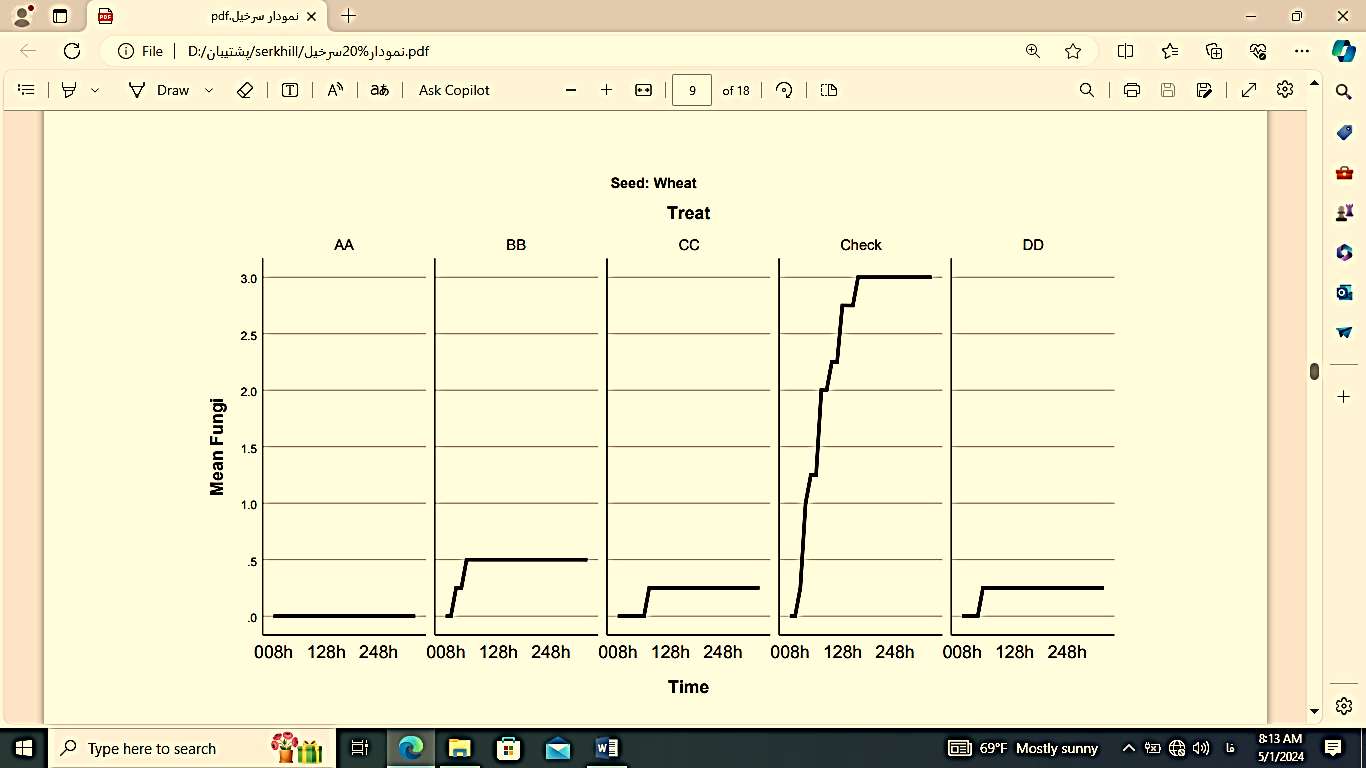 نمودار سرخیل.pdf
File
D:/پشتیبان/serkhill/نمودار%20سرخیل.pdf
Draw
Ask Copilot
9 of 18
Seed: Wheat
Treat
AA BB CC Check DD
3.0
2.5
2.0
1.5
1.0
.5
.0
Mean Fungi
008h 128h 248h 008h 128h 248h 008h 128h 248h 008h 128h 248h 008h 128h 248h
Time
Type here to search
69°F Mostly sunny
فا
8:13 AM
5/1/2024